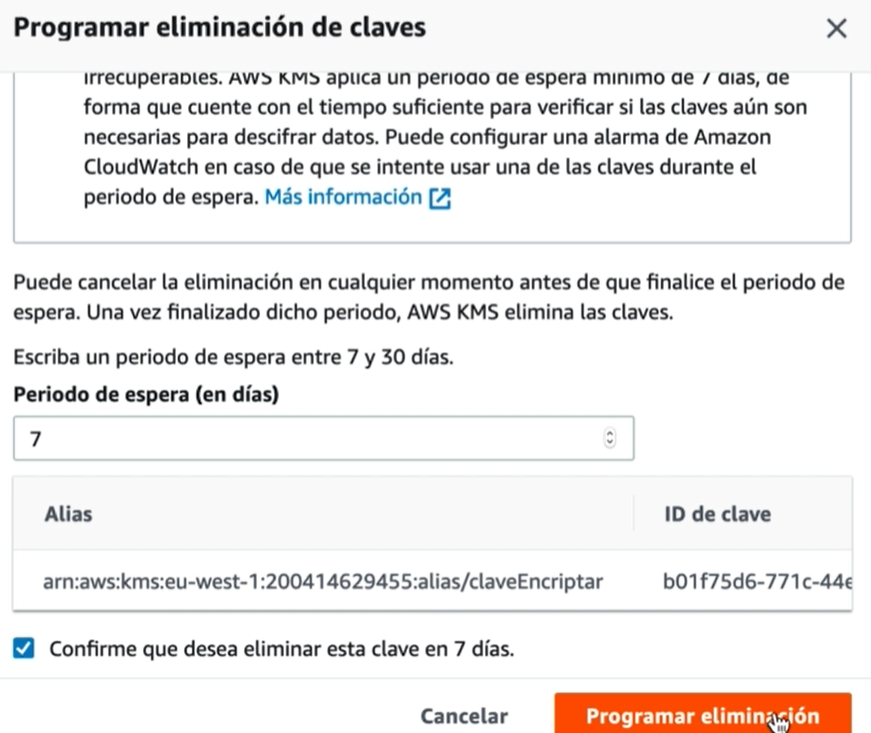 Programar eliminación de claves
irrecuperables. AWS KMS aplica un periodo de espera mínimo de 7 días, de
forma que cuente con el tiempo suficiente para verificar si las claves aún son
necesarias para descifrar datos. Puede configurar una alarma de Amazon
CloudWatch en caso de que se intente usar una de las claves durante el
periodo de espera. Más información
Puede cancelar la eliminación en cualquier momento antes de que finalice el periodo de
espera. Una vez finalizado dicho periodo, AWS KMS elimina las claves.
Escriba un periodo de espera entre 7 y 30 días.
Periodo de espera (en días)
7
Alias ID de clave
arn:aws:kms:eu-west-1:200414629455:alias/claveEncriptar b01f75d6-771c-44e
Confirme que desea eliminar esta clave en 7 días.
Cancelar Programar eliminación